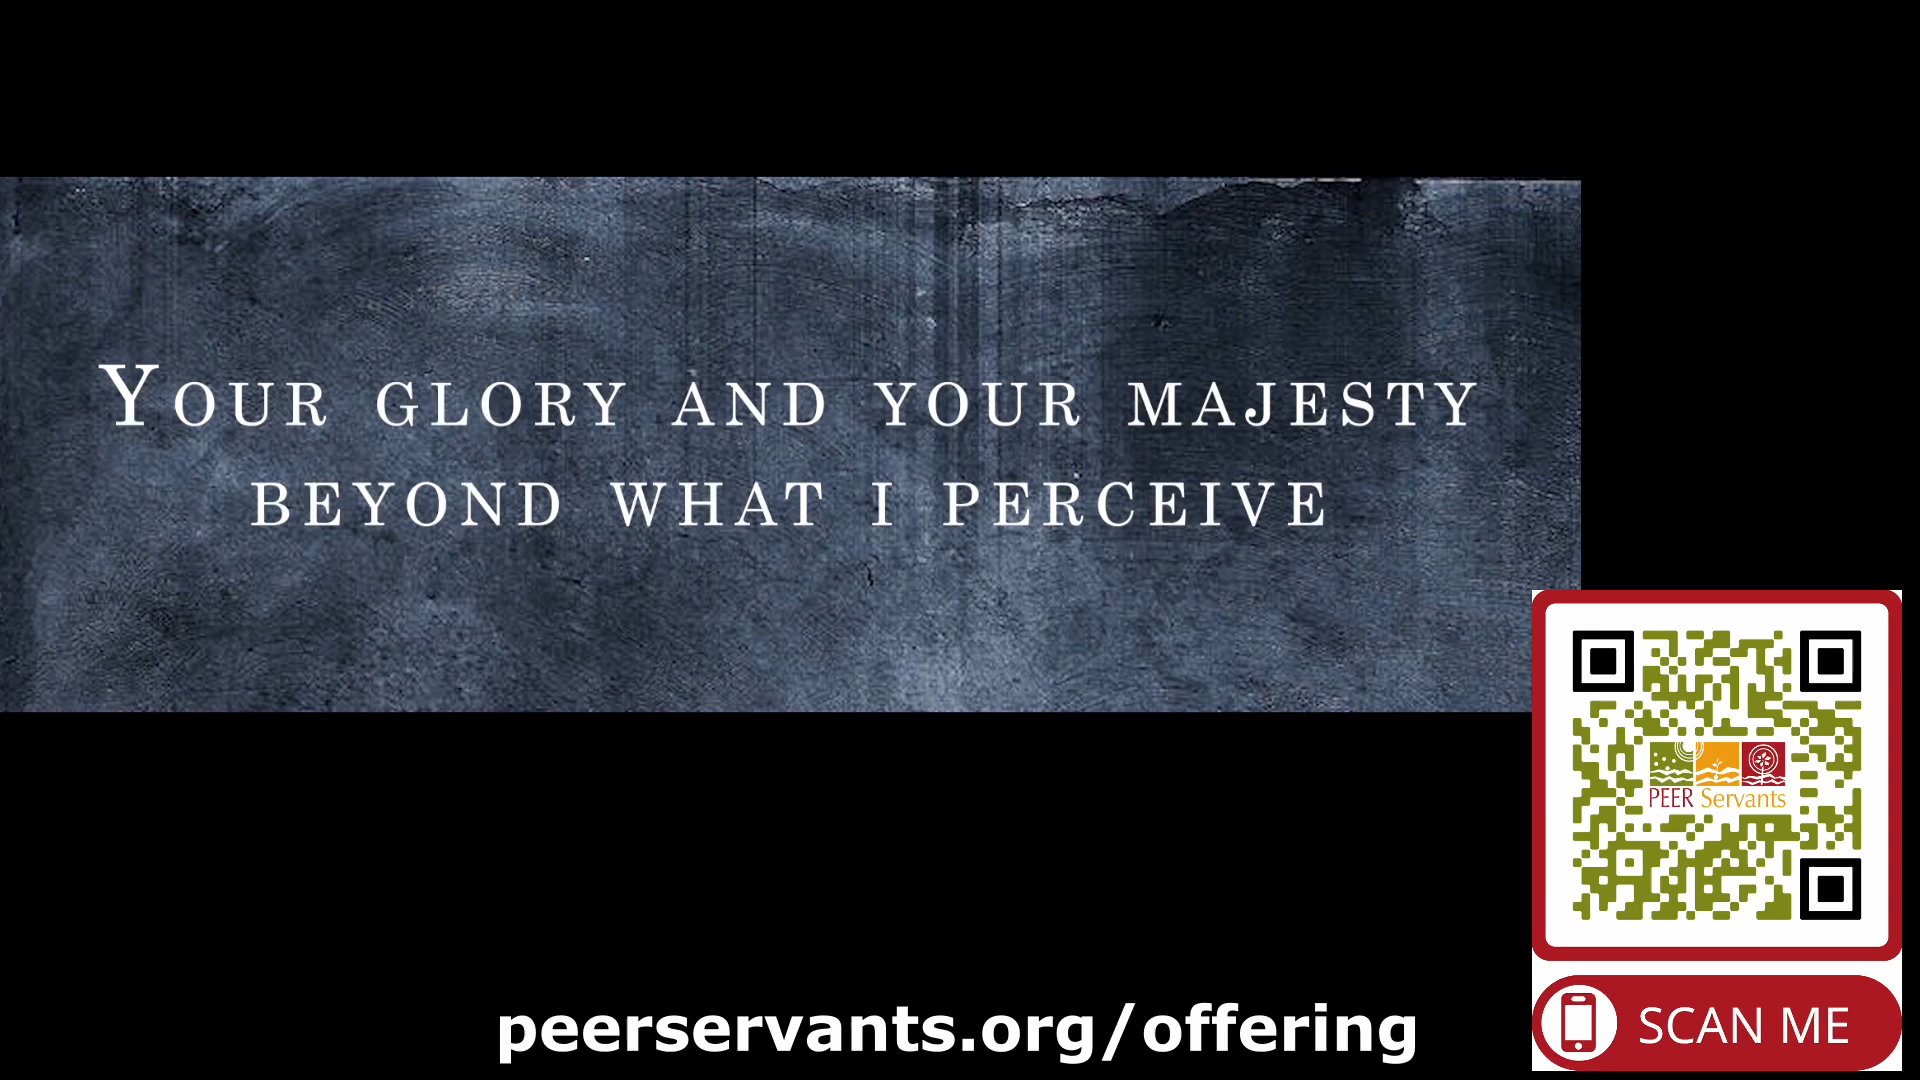 Your glory and your majesty
beyond what I perceive
PEER Servants
peerservants.org/offering
SCAN ME